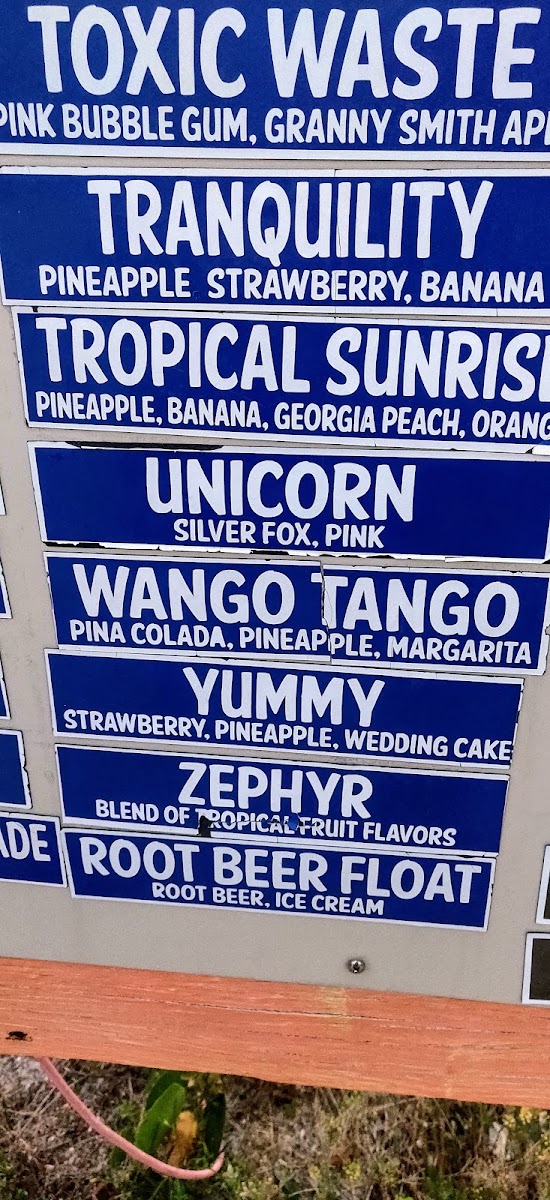 TOXIC WASTE
PINK BUBBLE GUM, GRANNY SMITH AP
TRANQUILITY
PINEAPPLE STRAWBERRY, BANANA
TROPICAL SUNRIS
PINEAPPLE, BANANA, GEORGIA PEACH, ORANG
UNICORN
SILVER FOX, PINK
WANGO TANGO
PINA COLADA, PINEAPPLE, MARGARITA
YUMMY
STRAWBERRY, PINEAPPLE, WEDDING CAKE
ZEPHYR
BLEND OF TROPICAL FRUIT FLAVORS
ADE
ROOT BEER FLOAT
ROOT BEER, ICE CREAM